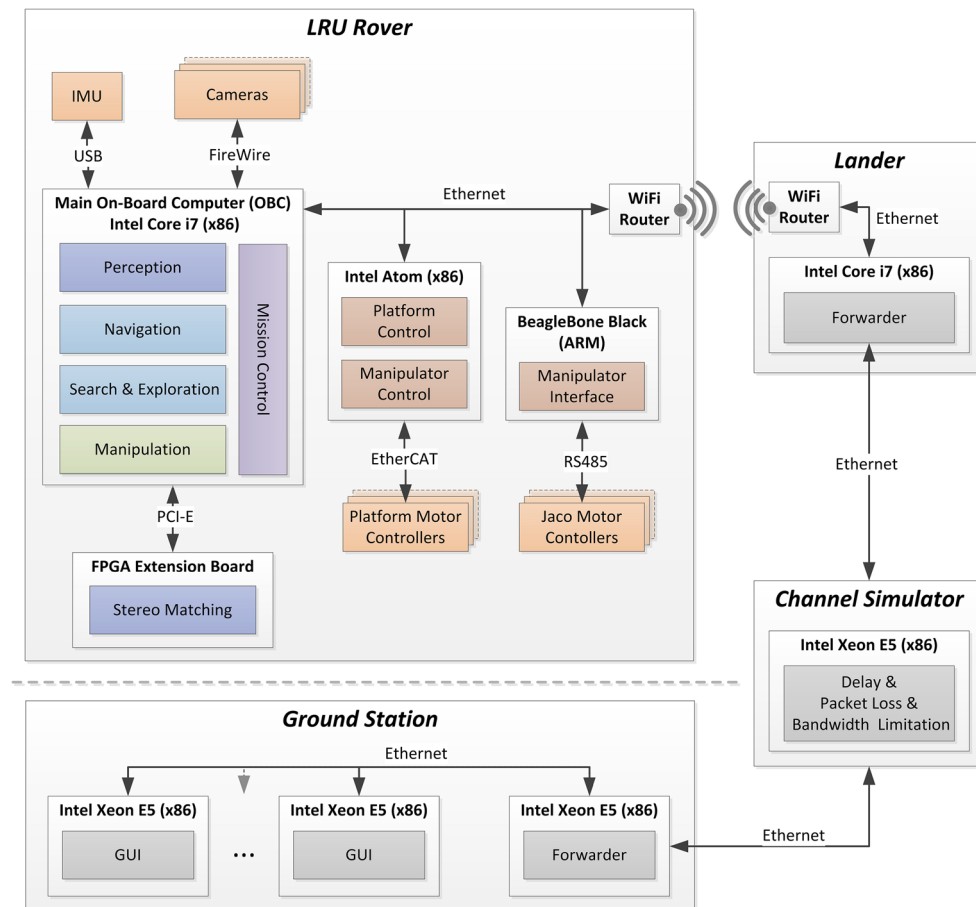 LRU Rover
IMU
Cameras
USB
FireWire
Main On-Board Computer (OBC)
Intel Core i7 (x86)
Perception
Navigation
Search & Exploration
Manipulation
Mission Control
PCI-E
FPGA Extension Board
Stereo Matching
Ethernet
Intel Atom (x86)
Platform
Control
Manipulator
Control
EtherCAT
Platform Motor
Controllers
BeagleBone Black
(ARM)
Manipulator
Interface
RS485
Jaco Motor
Contollers
WiFi
Router
Lander
WiFi
Router
Ethernet
Intel Core i7 (x86)
Forwarder
Ethernet
Channel Simulator
Intel Xeon E5 (x86)
Delay &
Packet Loss &
Bandwidth Limitation
Ethernet
Ground Station
Ethernet
Intel Xeon E5 (x86)
GUI
...
Intel Xeon E5 (x86)
GUI
Intel Xeon E5 (x86)
Forwarder